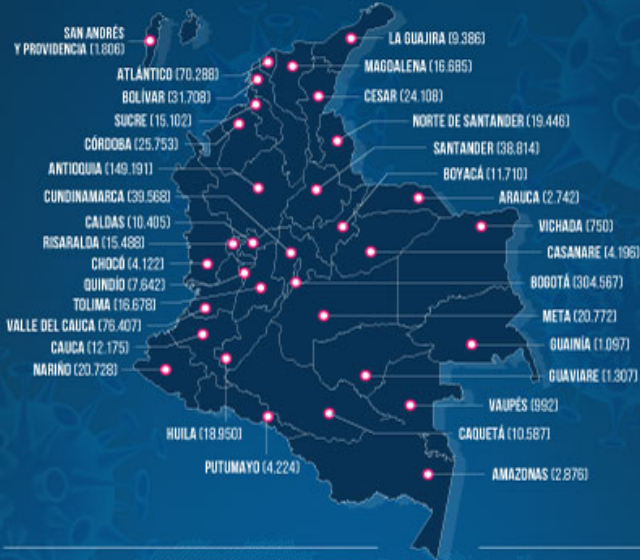 SAN ANDRÉS
Y PROVIDENCIA (1.806)
ATLÁNTICO (70.288)
BOLÍVAR (31.708)
SUCRE (15.102)
CÓRDOBA (25.753)
ANTIOQUIA (149.191)
CUNDINAMARCA (39.568)
CALDAS (10.405)
RISARALDA (15.488)
CHOCÓ (4.122)
QUINDÍO (7.642)
TOLIMA (16.678)
VALLE DEL CAUCA (76.407)
CAUCA (12.175)
NARIÑO (20.728)
HUILA (18.950)
PUTUMAYO (4.224)
LA GUAJIRA (9.386)
MAGDALENA (16.685)
CESAR (24.108)
NORTE DE SANTANDER (19.446)
SANTANDER (38.814)
BOYACÁ (11.710)
ARAUCA (2.742)
VICHADA (750)
CASANARE (4.196)
BOGOTÁ (304.567)
META (20.772)
GUAINÍA (1.097)
GUAVIARE (1.307)
VAUPÉS (992)
CAQUETÁ (10.587)
AMAZONAS (2.876)